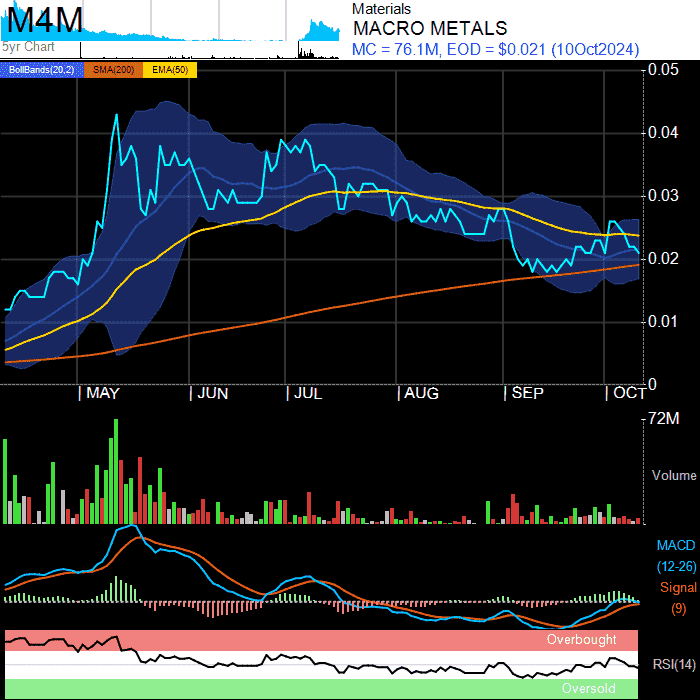 M4M
5yr Chart
Materials
MACRO METALS
MC = 76.1M, EOD = $0.021 (10Oct2024)
BollBands(20,2) SMA(200) EMA(50)
0.05
0.04
0.03
0.02
0.01
0
| MAY | JUN | JUL | AUG | SEP | OCT
72M
Volume
MACD
(12-26)
Signal
(9)
Overbought
RSI(14)
Oversold